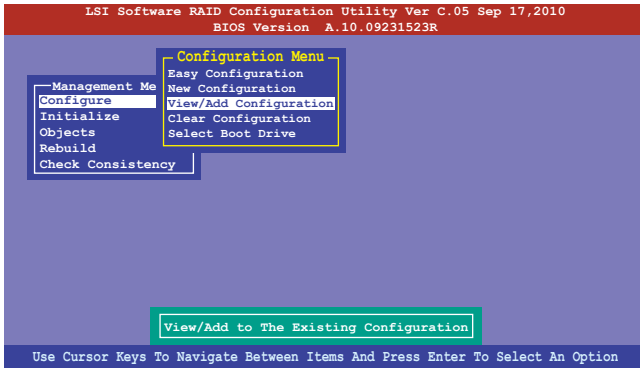 LSI Software RAID Configuration Utility Ver C.05 Sep 17,2010
BIOS Version A.10.09231523R
Configuration Menu
Easy Configuration
New Configuration
View/Add Configuration
Clear Configuration
Select Boot Drive
Management Me
Configure
Initialize
Objects
Rebuild
Check Consistency
View/Add to The Existing Configuration
Use Cursor Keys To Navigate Between Items And Press Enter To Select An Option